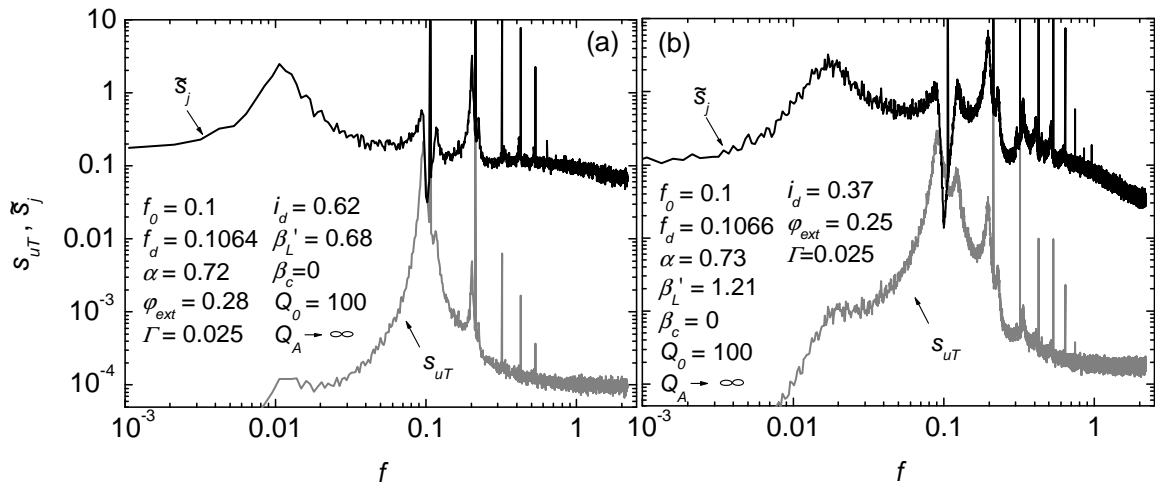 10
1
0.1
0.01
10⁻³
10⁻⁴
s_uT, s̃_j
(a)
s̃_j
f_0 = 0.1
f_d = 0.1064
α = 0.72
φ_ext = 0.28
Γ = 0.025
i_d = 0.62
β_L' = 0.68
β_c=0
Q_0 = 100
Q_A → ∞
s_uT
10⁻³
0.01
0.1
1
f
(b)
s̃_j
f_0 = 0.1
f_d = 0.1066
α = 0.73
β_L' = 1.21
β_c = 0
Q_0 = 100
Q_A → ∞
i_d = 0.37
φ_ext = 0.25
Γ=0.025
s_uT
10⁻³
0.01
0.1
1
f